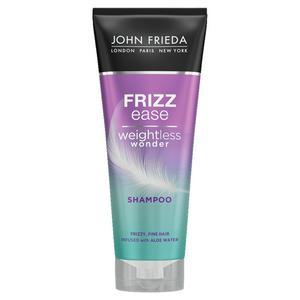 JOHN FRIEDA
LONDON PARIS NEW YORK
FRIZZ
ease
weightless
wonder
SHAMPOO
FRIZZY, FINE HAIR
INFUSED with ALOE WATER